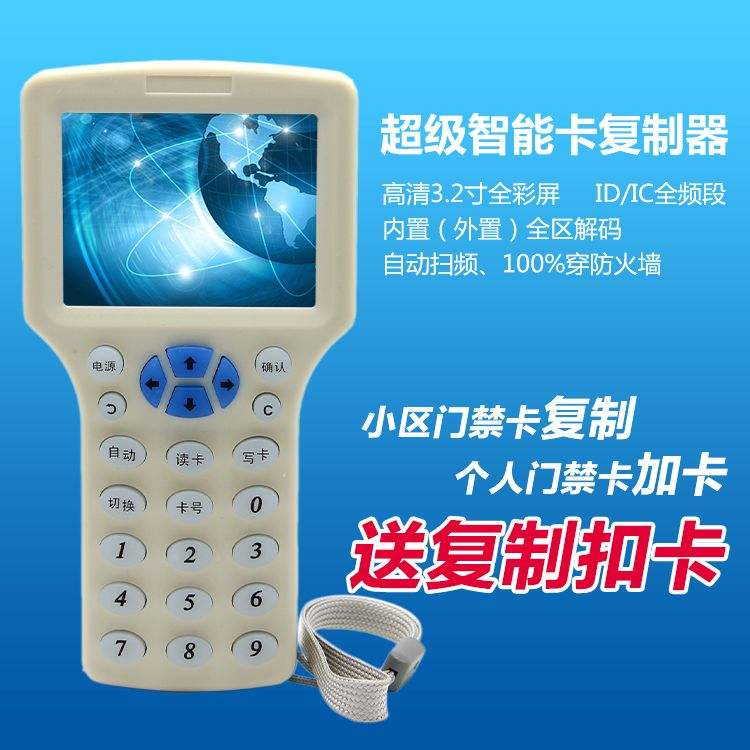 超级智能卡复制器
高清3.2寸全彩屏 ID/IC全频段
内置（外置）全区解码
自动扫频、100%穿防火墙
电源 确认
C
自动 读卡 写卡
切换 卡号 0
1 2 3
4 5 6
7 8 9
小区门禁卡复制
个人门禁卡加卡
送复制扣卡